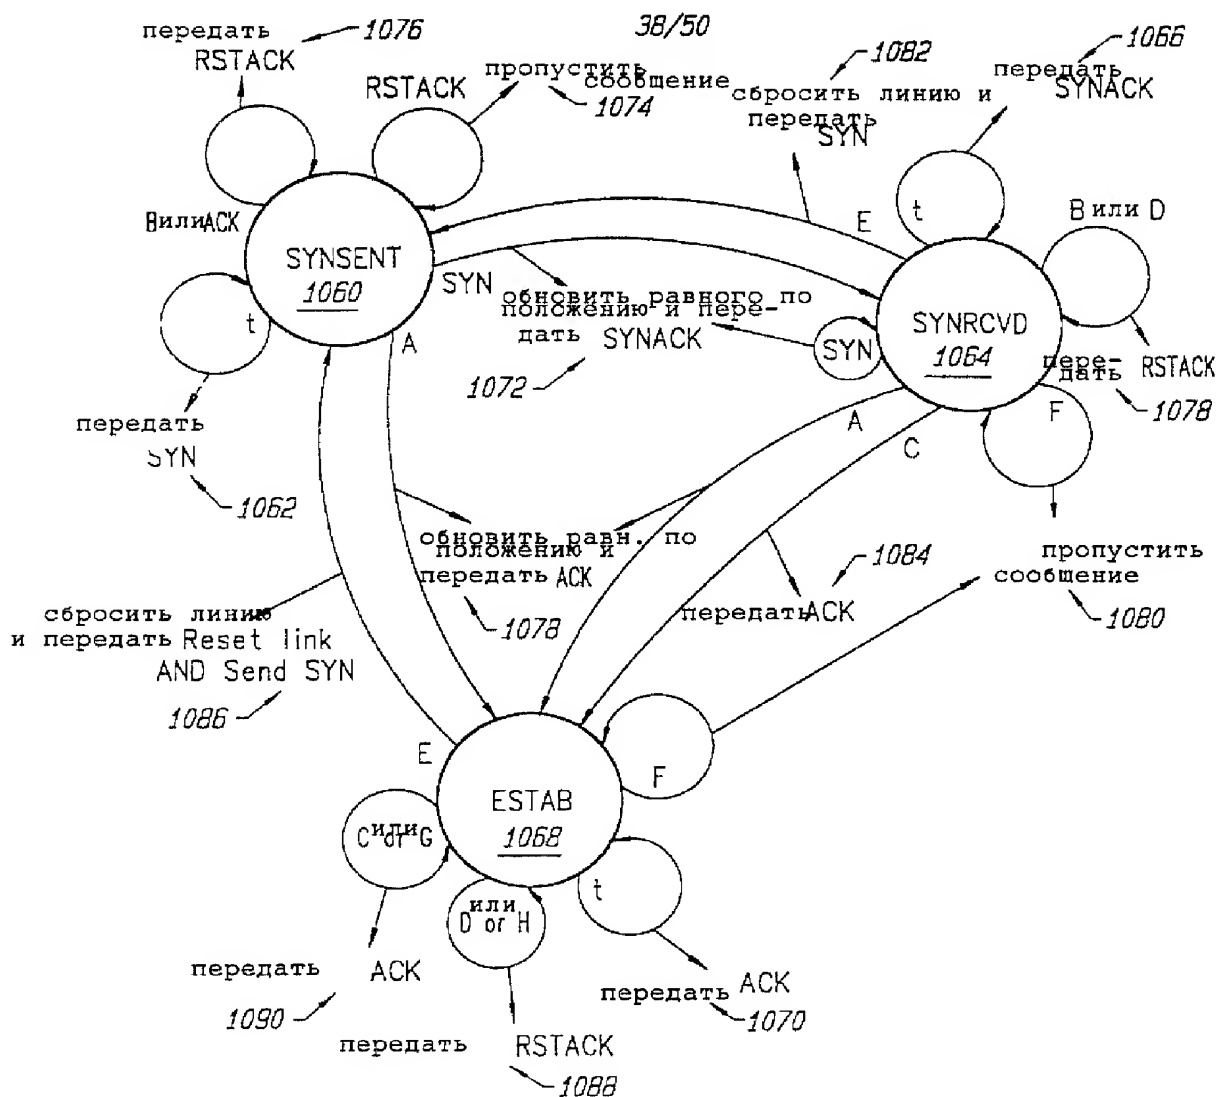 38/50
передать
RSTACK
1076
RSTACK
пропустить
сообщение
1074
1082
сбросить линию и
передать
SYN
1066
передать
SYNACK
t
E
B или D
B или ACK
SYNSENT
1060
SYN
обновить равного по
положению и пере-
дать SYNACK
1072
SYN
SYNRCVD
1064
пере-
дать RSTACK
1078
t
A
A
C
F
передать
SYN
1062
обновить равн. по
положению и
передать ACK
1078
передать ACK
1084
пропустить
сообшение
1080
сбросить линию
и передать Reset link
AND Send SYN
1086
E
F
ESTAB
1068
или
C or G
или
D or H
t
передать ACK
1090
передать ACK
1070
передать RSTACK
1088